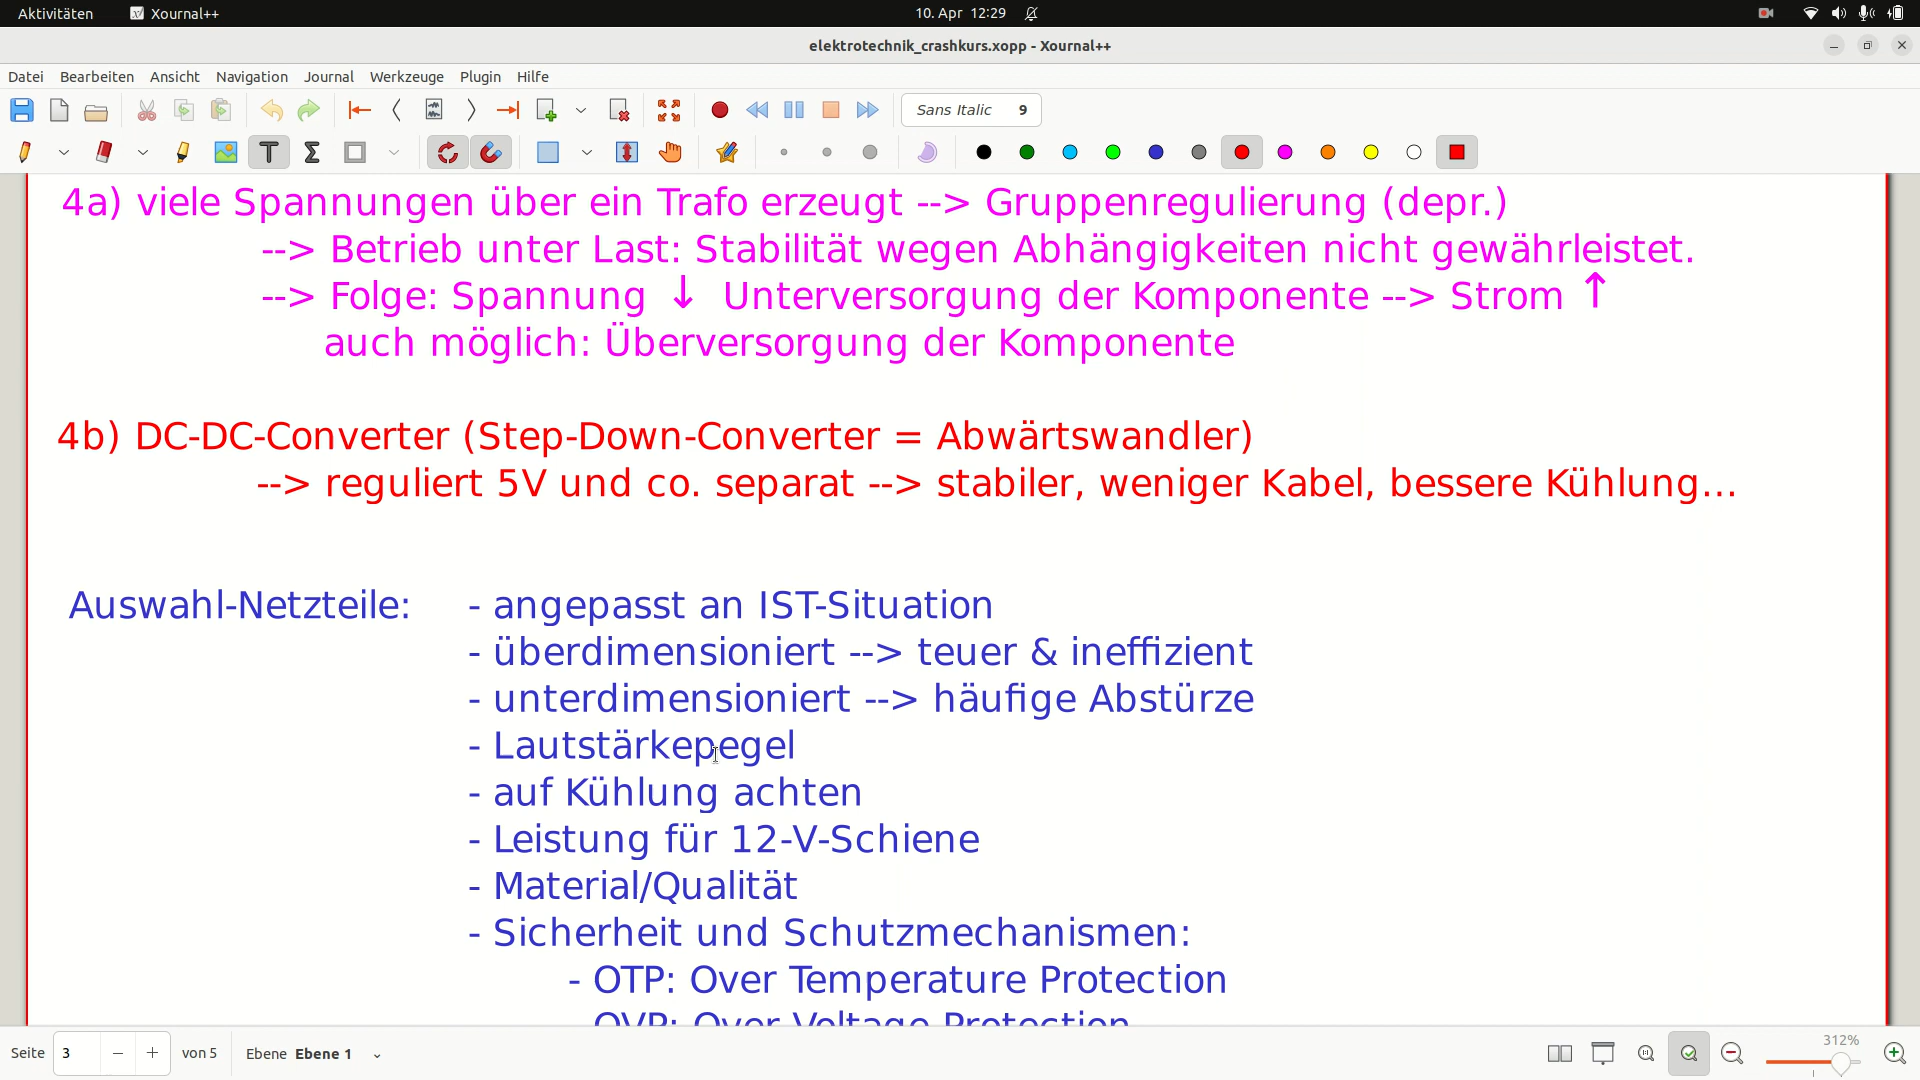 Aktivitäten Xournal++ 10. Apr 12:29
elektrotechnik_crashkurs.xopp - Xournal++
Datei Bearbeiten Ansicht Navigation Journal Werkzeuge Plugin Hilfe
Sans Italic 9
4a) viele Spannungen über ein Trafo erzeugt --> Gruppenregulierung (depr.)
--> Betrieb unter Last: Stabilität wegen Abhängigkeiten nicht gewährleistet.
--> Folge: Spannung ↓ Unterversorgung der Komponente --> Strom ↑
auch möglich: Überversorgung der Komponente
4b) DC-DC-Converter (Step-Down-Converter = Abwärtswandler)
--> reguliert 5V und co. separat --> stabiler, weniger Kabel, bessere Kühlung...
Auswahl-Netzteile: - angepasst an IST-Situation
- überdimensioniert --> teuer & ineffizient
- unterdimensioniert --> häufige Abstürze
- Lautstärkepegel
- auf Kühlung achten
- Leistung für 12-V-Schiene
- Material/Qualität
- Sicherheit und Schutzmechanismen:
- OTP: Over Temperature Protection
OVP: Over Voltage Protection
Seite 3 von 5 Ebene Ebene 1 312%